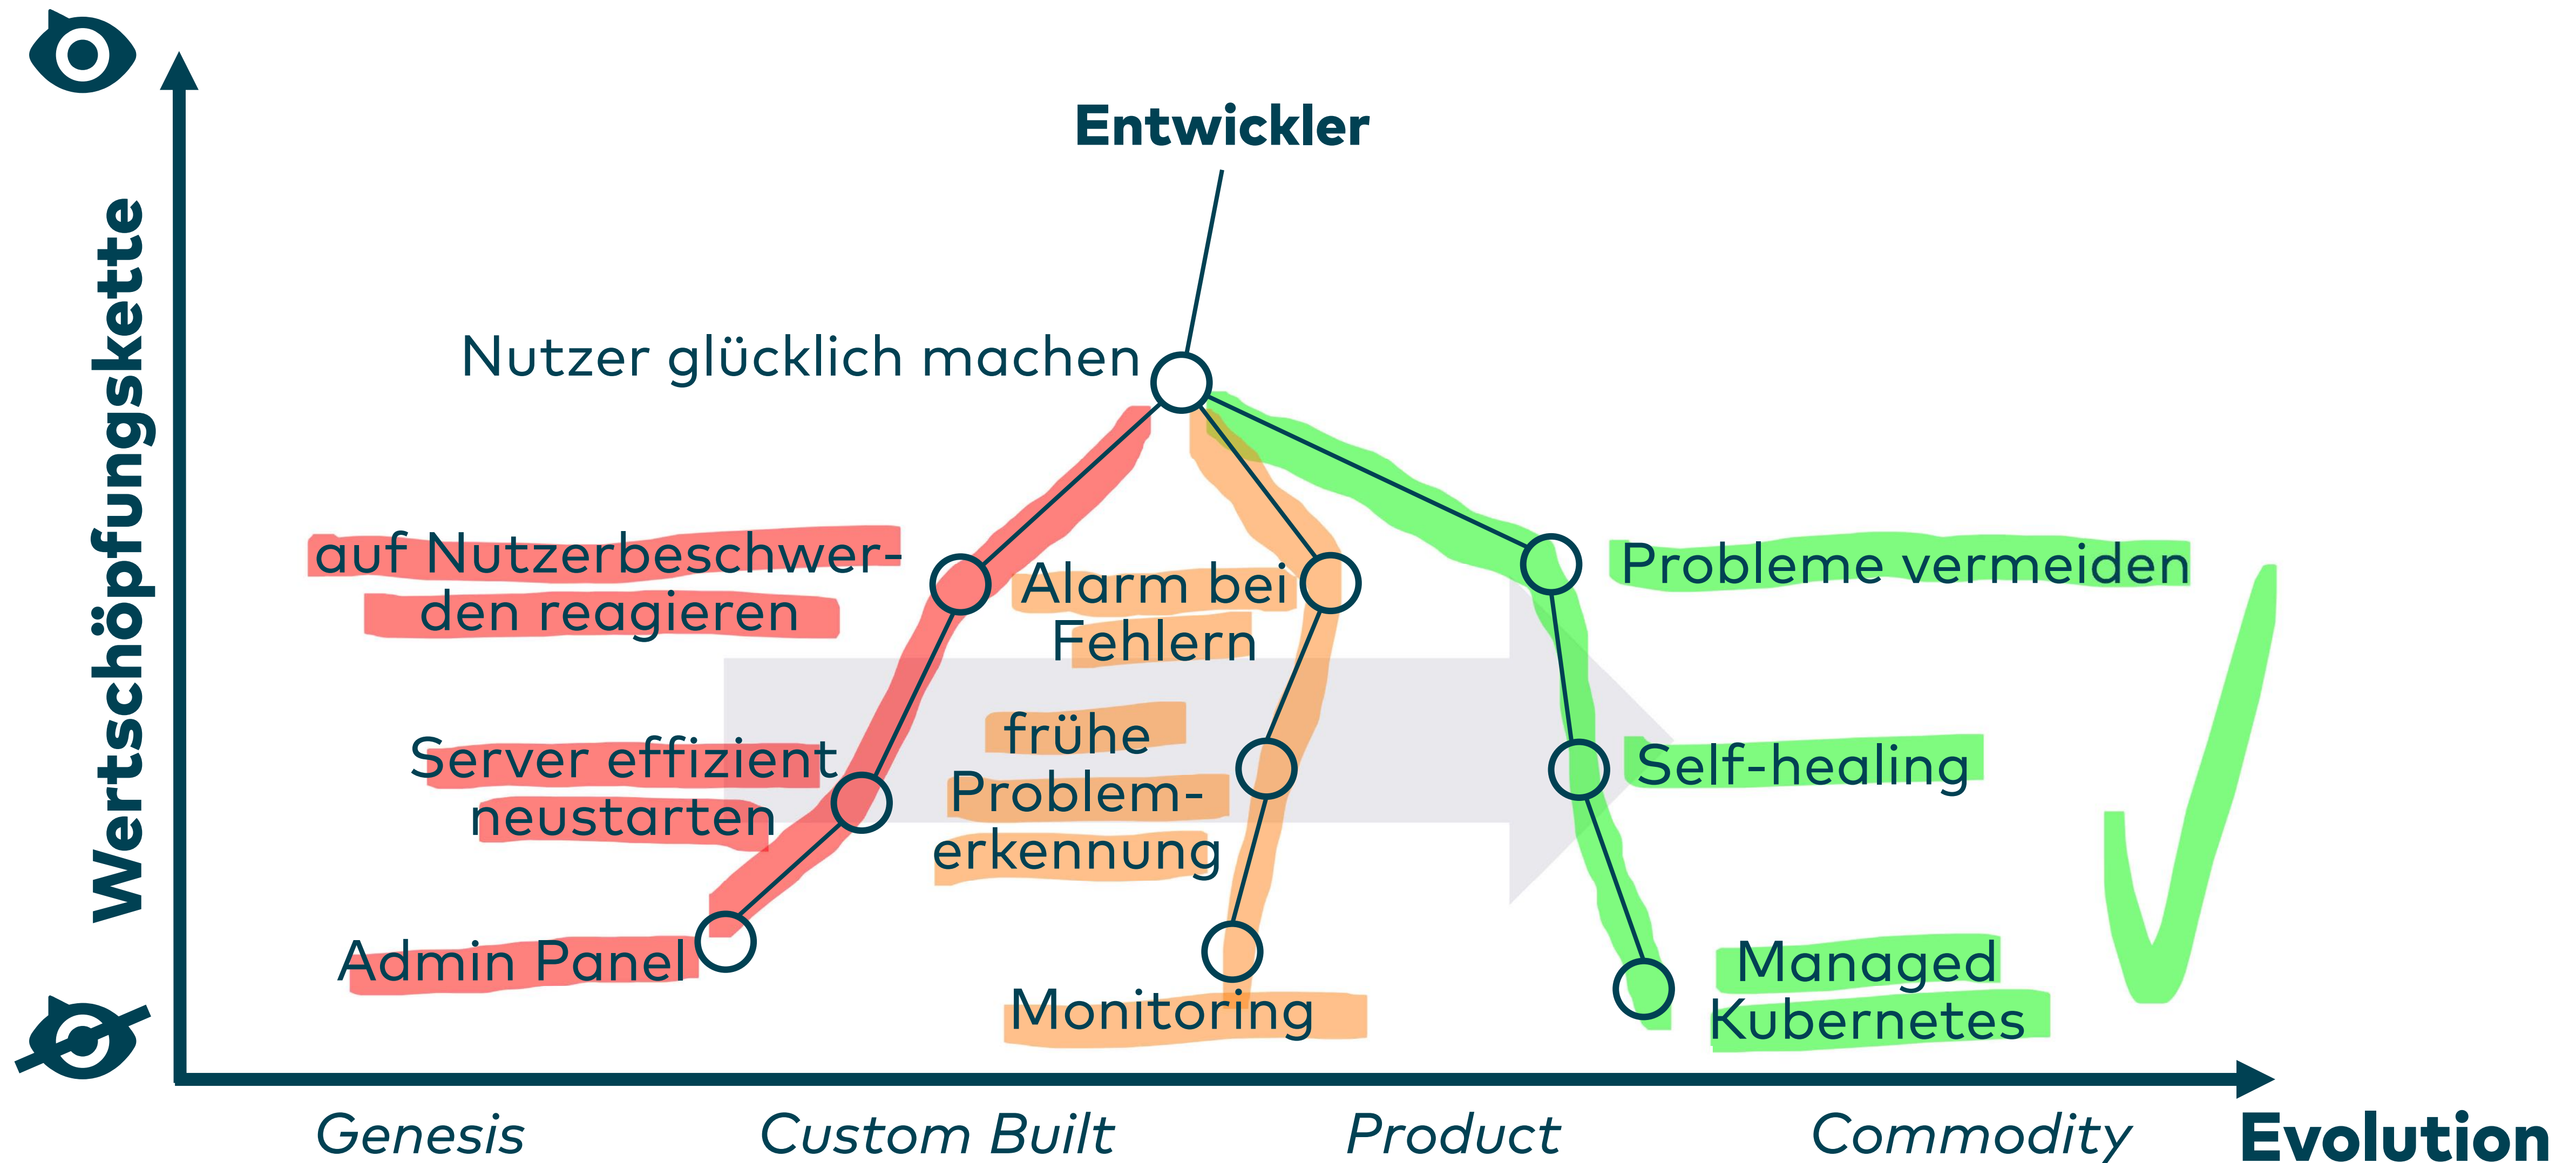 Entwickler
Wertschöpfungskette
Nutzer glücklich machen
auf Nutzerbeschwer-
den reagieren
Alarm bei
Fehlern
Probleme vermeiden
Server effizient
neustarten
frühe
Problem-
erkennung
Self-healing
Admin Panel
Monitoring
Managed
Kubernetes
Genesis
Custom Built
Product
Commodity
Evolution